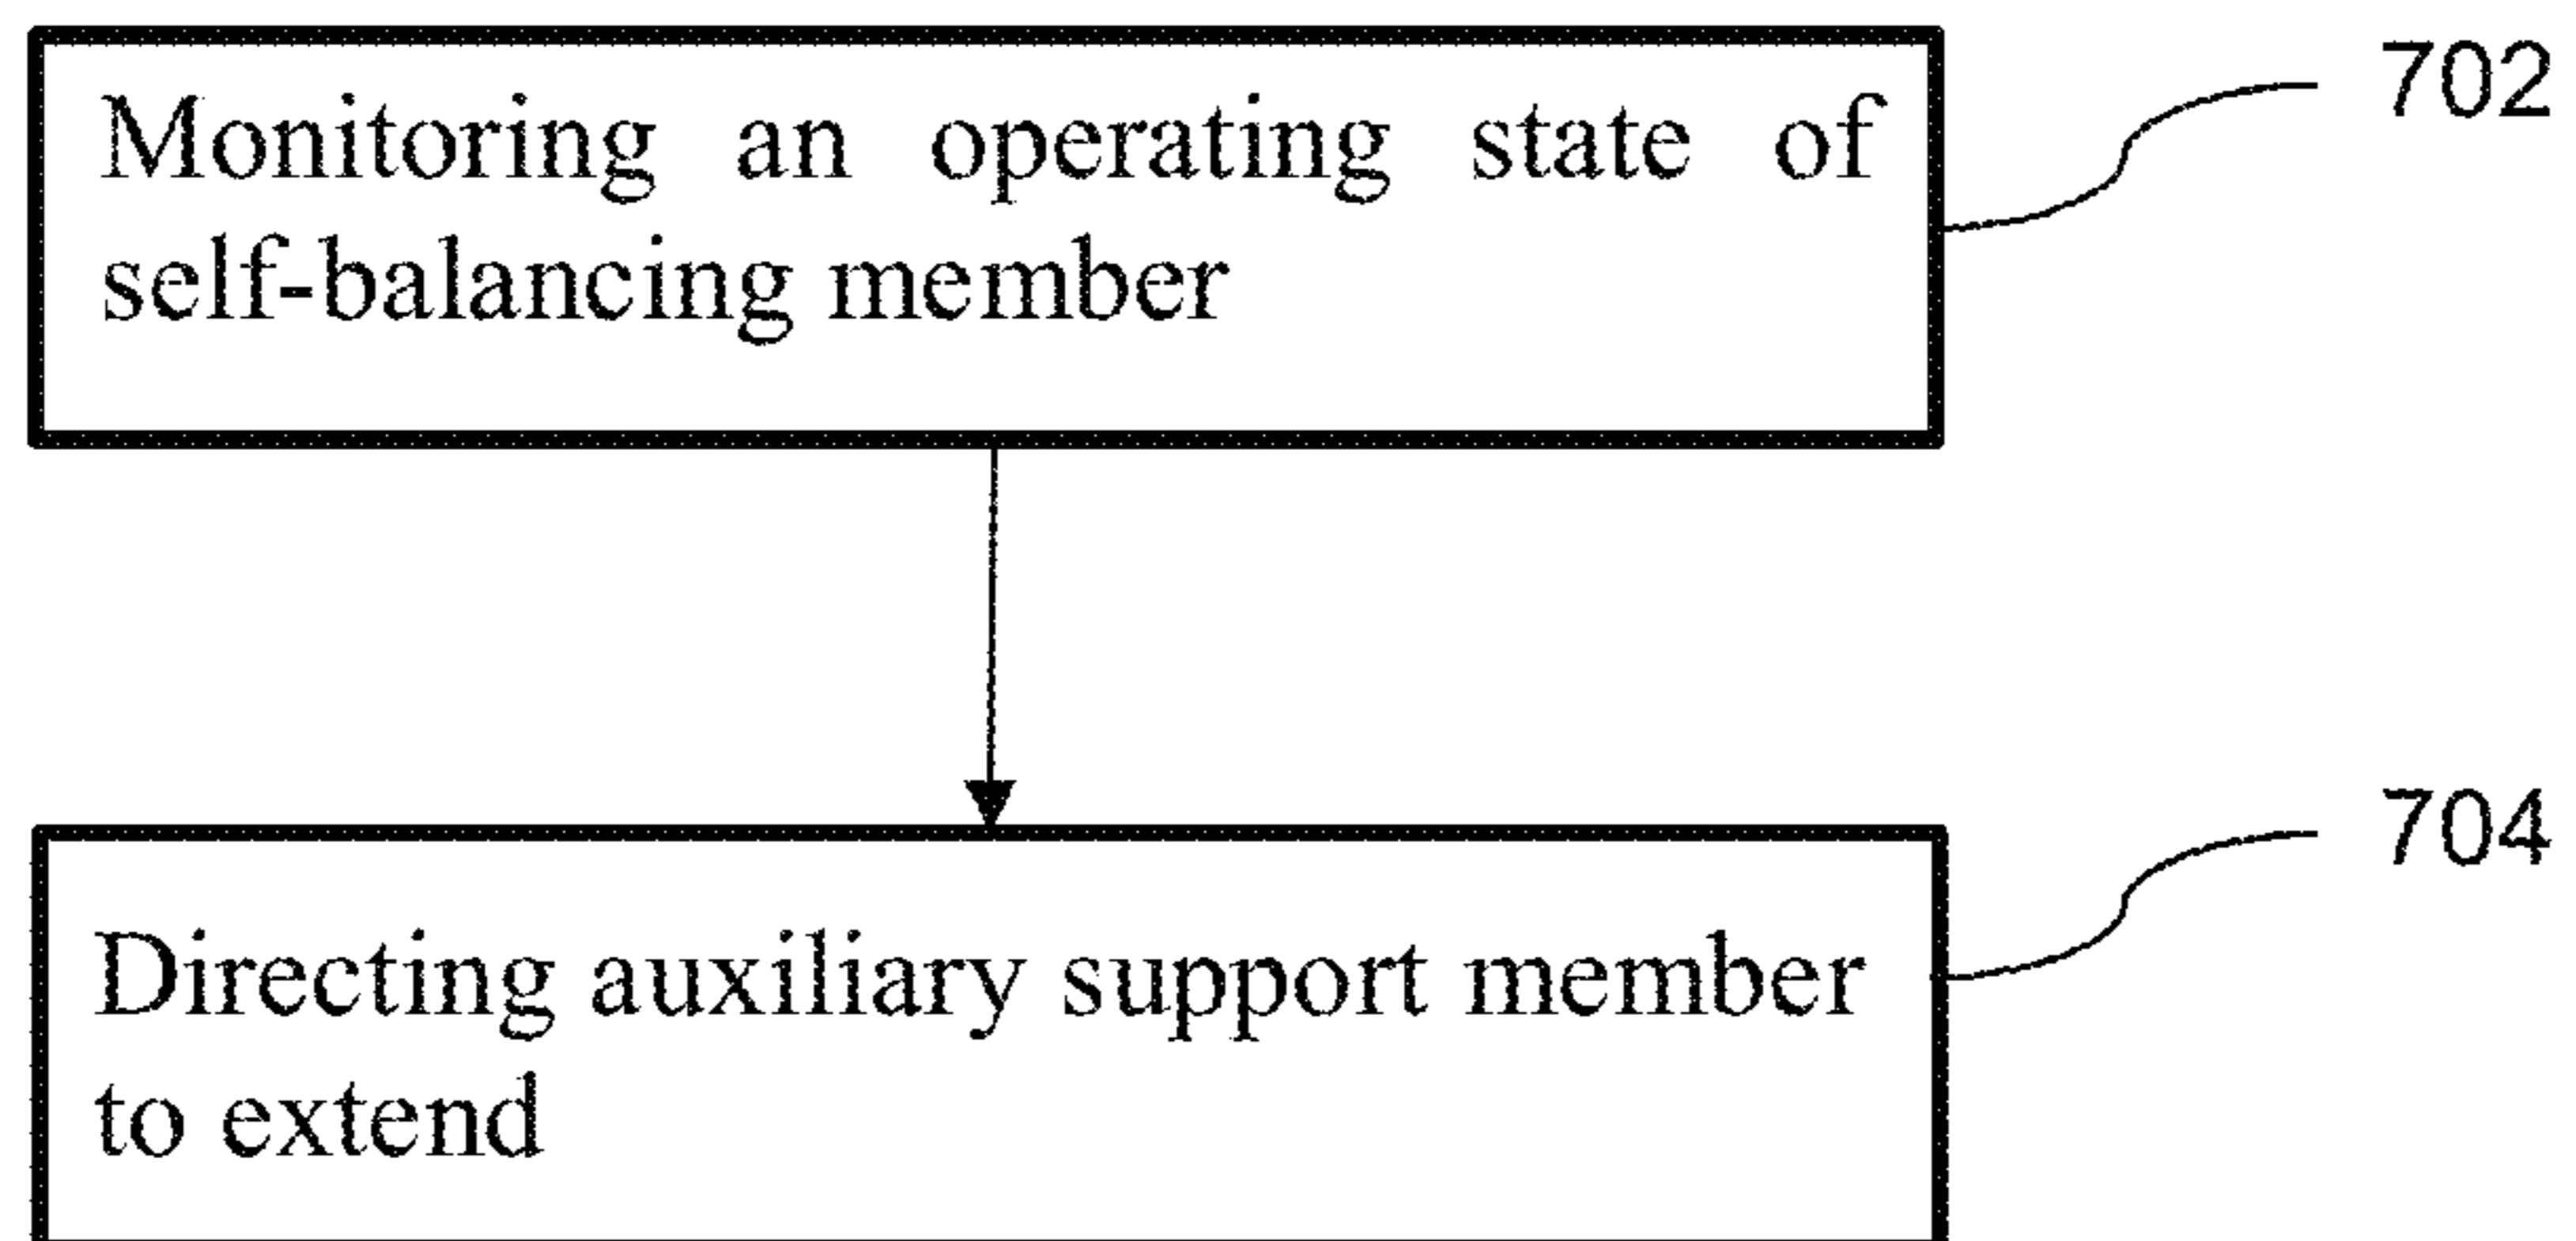 Monitoring an operating state of
self-balancing member
702
Directing auxiliary support member
to extend
704